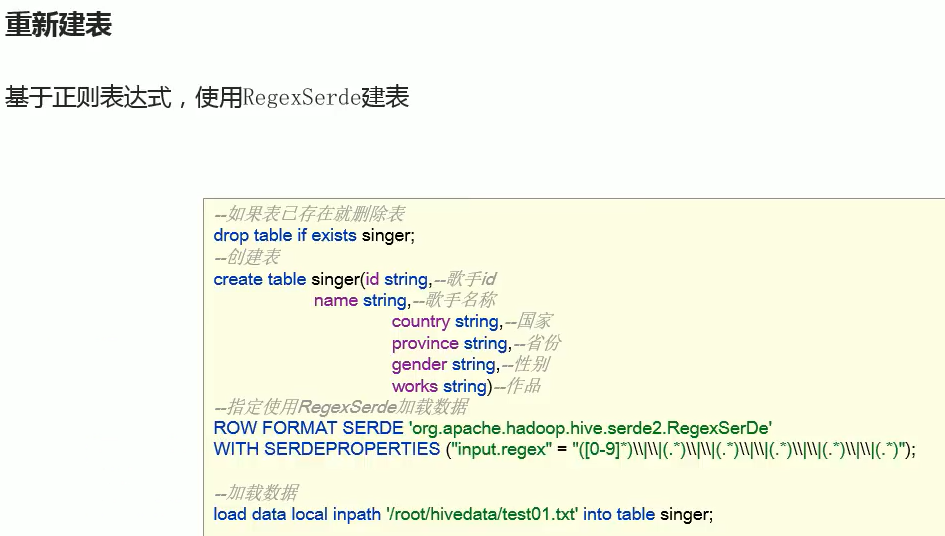 重新建表
基于正则表达式，使用RegexSerde建表
--如果表已存在就删除表
drop table if exists singer;
--创建表
create table singer(id string,--歌手id
name string,--歌手名称
country string,--国家
province string,--省份
gender string,--性别
works string)--作品
--指定使用RegexSerde加载数据
ROW FORMAT SERDE 'org.apache.hadoop.hive.serde2.RegexSerDe'
WITH SERDEPROPERTIES ("input.regex" = "([0-9]*)\\|\\|(.*)\\|\\|(.*)\\|\\|(.*)\\|\\|(.*)\\|\\|(.*)");
--加载数据
load data local inpath '/root/hivedata/test01.txt' into table singer;